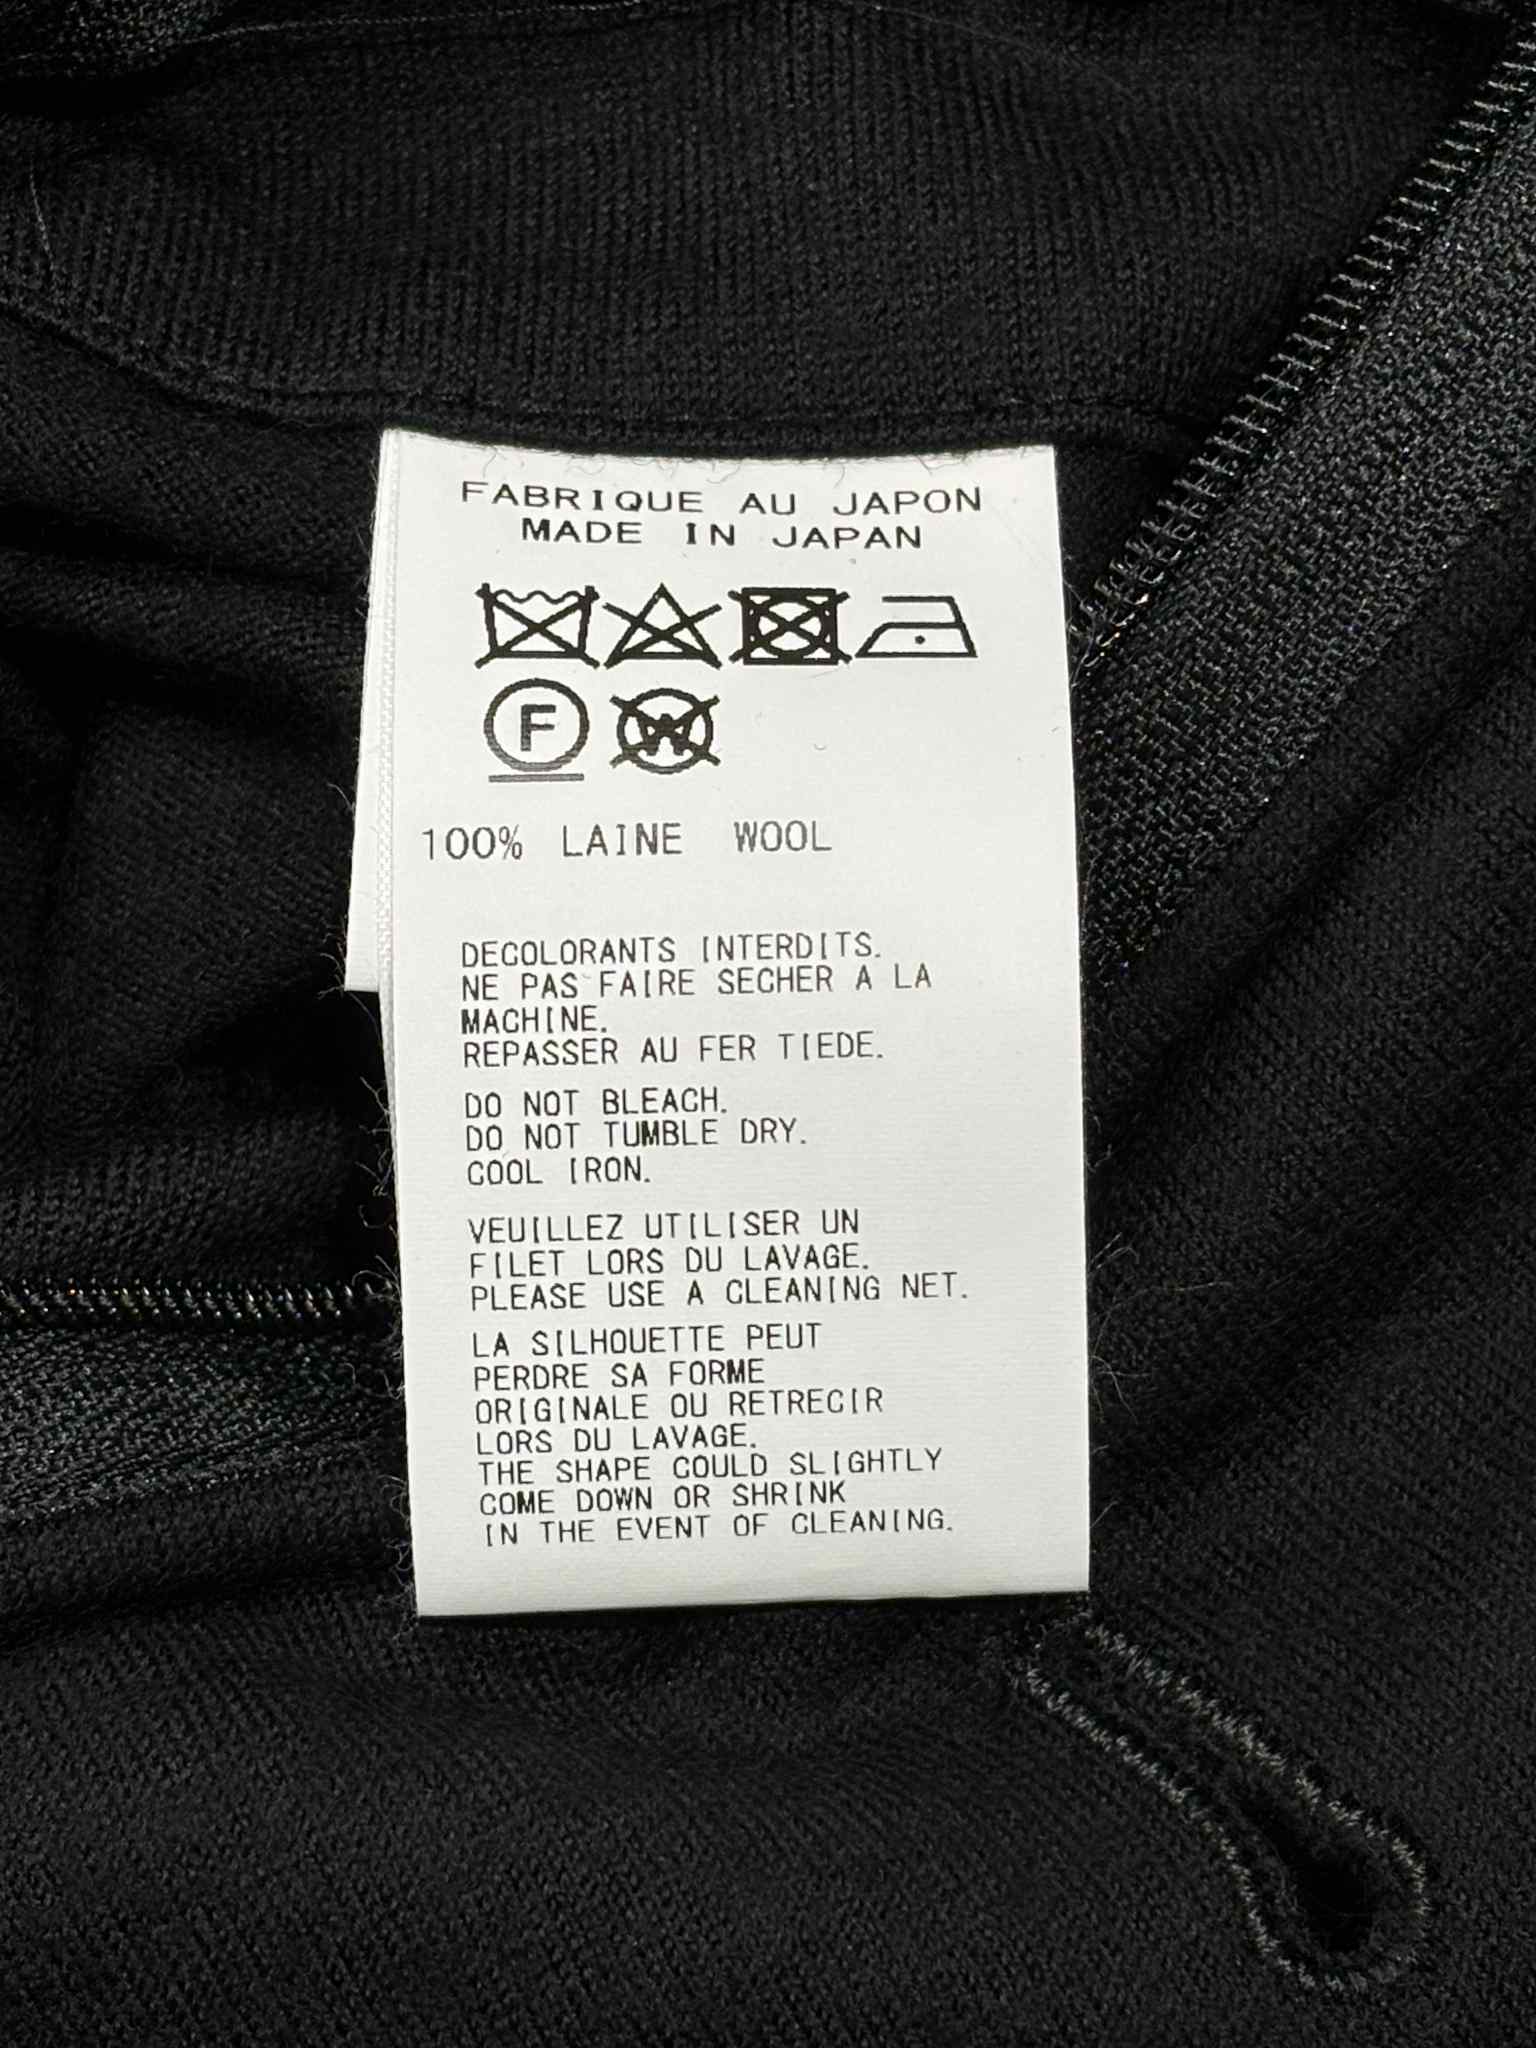 FABRIQUE AU JAPON
MADE IN JAPAN
F W
100% LAINE WOOL
DECOLORANTS INTERDITS.
NE PAS FAIRE SECHER A LA
MACHINE.
REPASSER AU FER TIEDE.
DO NOT BLEACH.
DO NOT TUMBLE DRY.
COOL IRON.
VEUILLEZ UTILISER UN
FILET LORS DU LAVAGE.
PLEASE USE A CLEANING NET.
LA SILHOUETTE PEUT
PERDRE SA FORME
ORIGINALE OU RETRECIR
LORS DU LAVAGE.
THE SHAPE COULD SLIGHTLY
COME DOWN OR SHRINK
IN THE EVENT OF CLEANING.